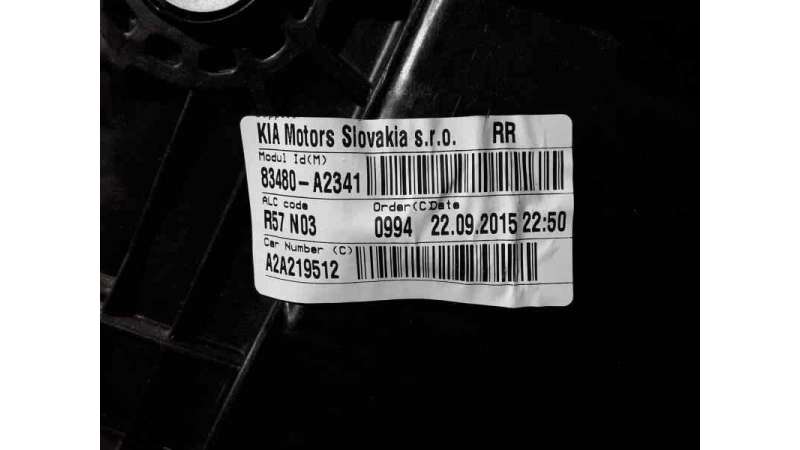 KIA Motors Slovakia s.r.o. RR
Modul Id(M)
83480-A2341
ALC code Order(C)Date
R57 N03 0994 22.09.2015 22:50
Car Number (C)
A2A219512